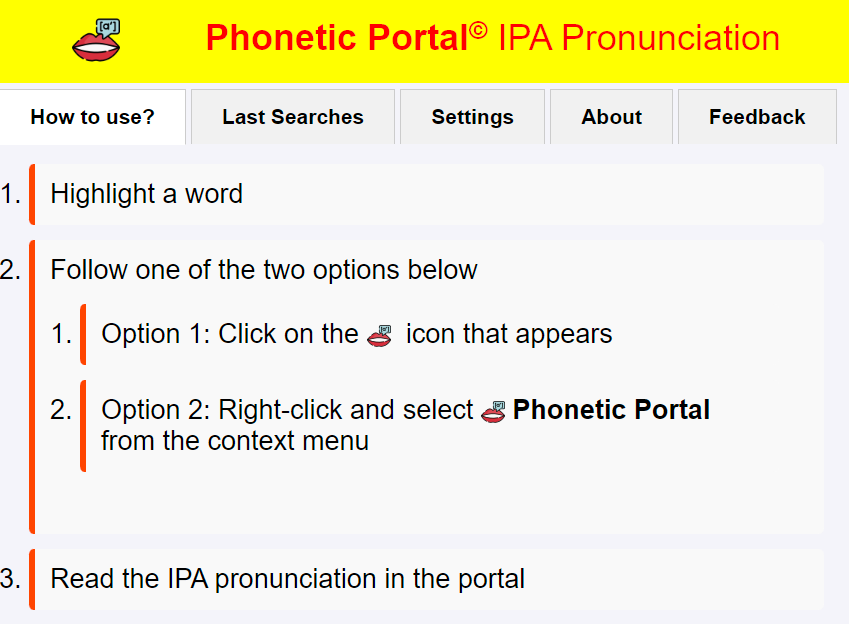 [ɑ']
Phonetic Portal© IPA Pronunciation
How to use? Last Searches Settings About Feedback
1. Highlight a word
2. Follow one of the two options below
1. Option 1: Click on the icon that appears
2. Option 2: Right-click and select Phonetic Portal
from the context menu
3. Read the IPA pronunciation in the portal